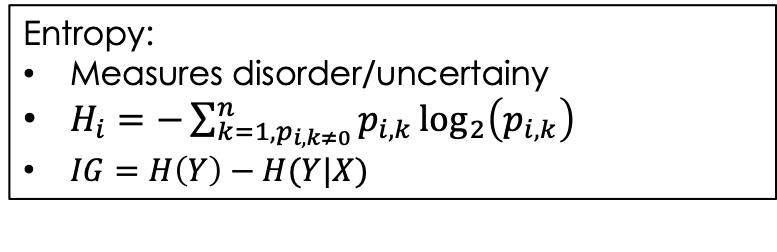 Entropy:
• Measures disorder/uncertainy
• H_i = −∑_{k=1,p_{i,k≠0}}^{n} p_{i,k} log_2(p_{i,k})
• IG = H(Y) − H(Y|X)